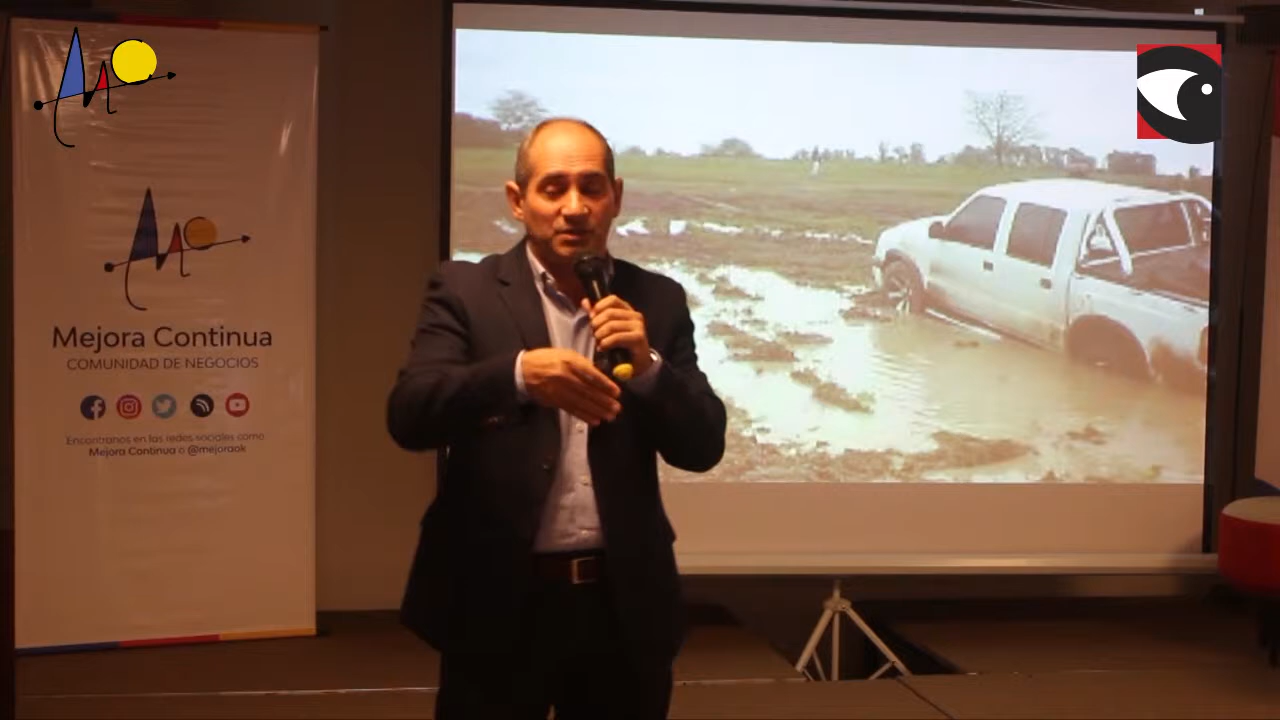 Mejora Continua
COMUNIDAD DE NEGOCIOS
Encontranos en las redes sociales como
Mejora Continua o @mejoraok